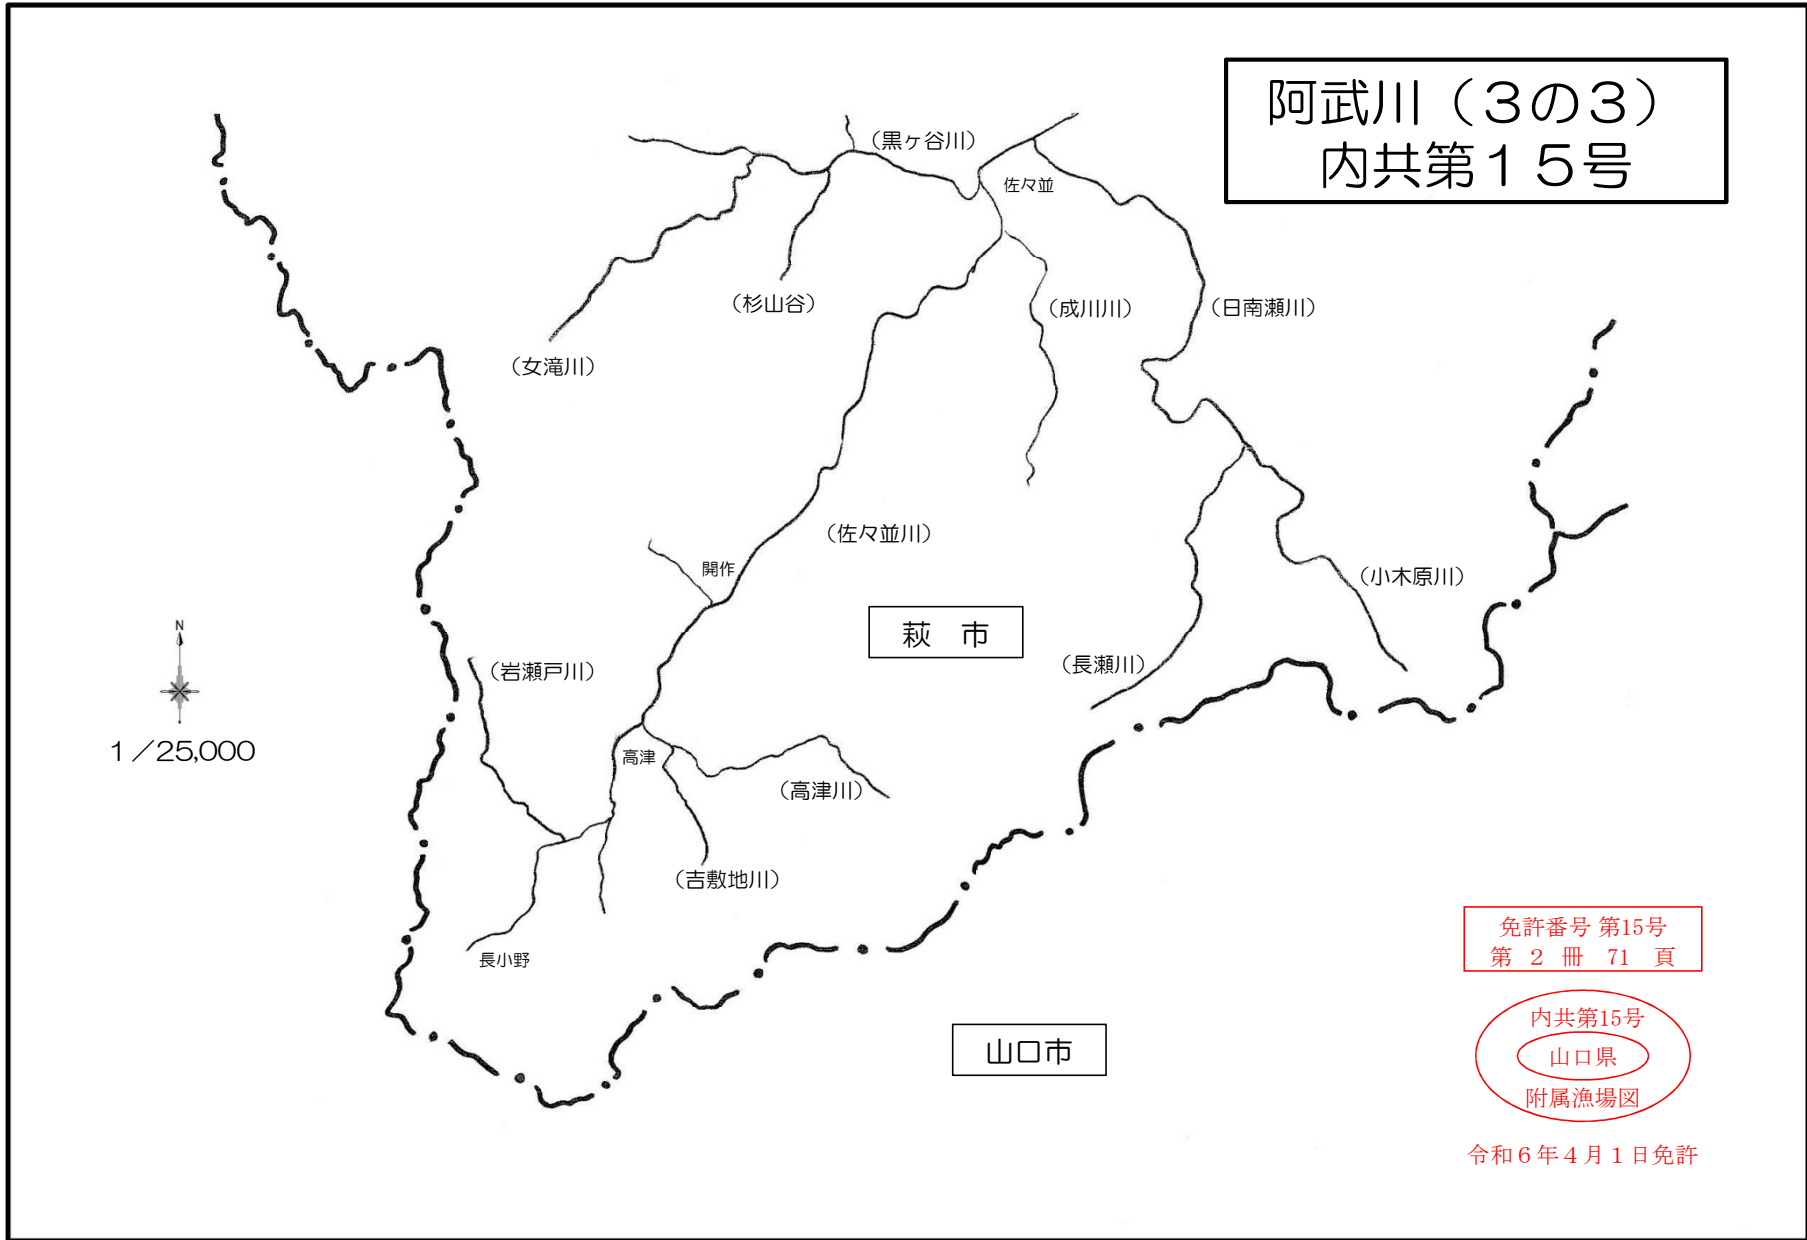 阿武川（３の３）
内共第１５号
（黒ヶ谷川）
佐々並
（杉山谷）
（成川川）
（日南瀬川）
（女滝川）
（佐々並川）
開作
（小木原川）
萩　市
N
（岩瀬戸川）
（長瀬川）
1／25,000
高津
（高津川）
（吉敷地川）
長小野
山口市
免許番号 第15号
第　2　冊　71　頁
内共第15号
山口県
附属漁場図
令和６年４月１日免許